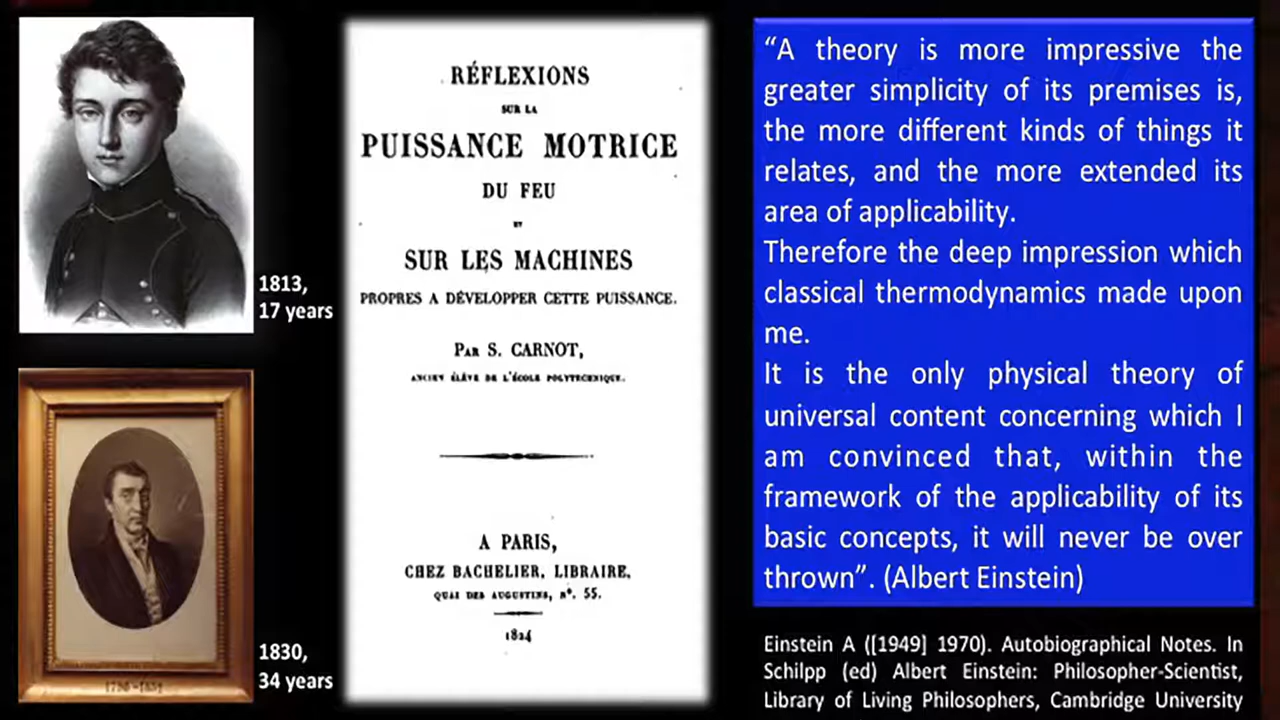 1813,
17 years
1830,
34 years
RÉFLEXIONS
SUR LA
PUISSANCE MOTRICE
DU FEU
ET
SUR LES MACHINES
PROPRES A DÉVELOPPER CETTE PUISSANCE.
PAR S. CARNOT,
ANCIEN ÉLÈVE DE L'ÉCOLE POLYTECHNIQUE.
A PARIS,
CHEZ BACHELIER, LIBRAIRE,
QUAI DES AUGUSTINS, Nº. 55.
1824
“A theory is more impressive the
greater simplicity of its premises is,
the more different kinds of things it
relates, and the more extended its
area of applicability.
Therefore the deep impression which
classical thermodynamics made upon
me.
It is the only physical theory of
universal content concerning which I
am convinced that, within the
framework of the applicability of its
basic concepts, it will never be over
thrown”. (Albert Einstein)
Einstein A ([1949] 1970). Autobiographical Notes. In
Schilpp (ed) Albert Einstein: Philosopher-Scientist,
Library of Living Philosophers, Cambridge University